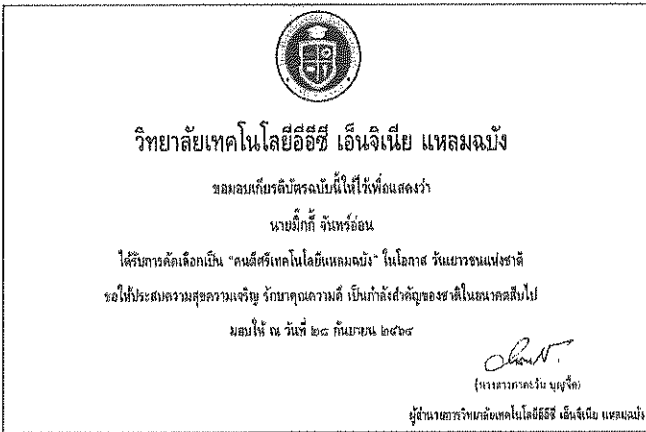 วิทยาลัยเทคโนโลยีอีอีซี เอ็นจิเนีย แหลมฉบัง
ขอมอบเกียรติบัตรฉบับนี้ให้ไว้เพื่อแสดงว่า
นายมิ๊กกี้ จันทร์อ่อน
ได้รับการคัดเลือกเป็น "คนดีศรีเทคโนโลยีแหลมฉบัง" ในโอกาส วันเยาวชนแห่งชาติ
ขอให้ประสบความสุขความเจริญ รักษาคุณความดี เป็นกำลังสำคัญของชาติในอนาคตสืบไป
มอบให้ ณ วันที่ ๒๘ กันยายน ๒๕๖๔
บุญจืด)
ผู้อำนวยการวิทยาลัยเทคโนโลยีอีอีซี เอ็นจิเนีย แหลมฉบัง